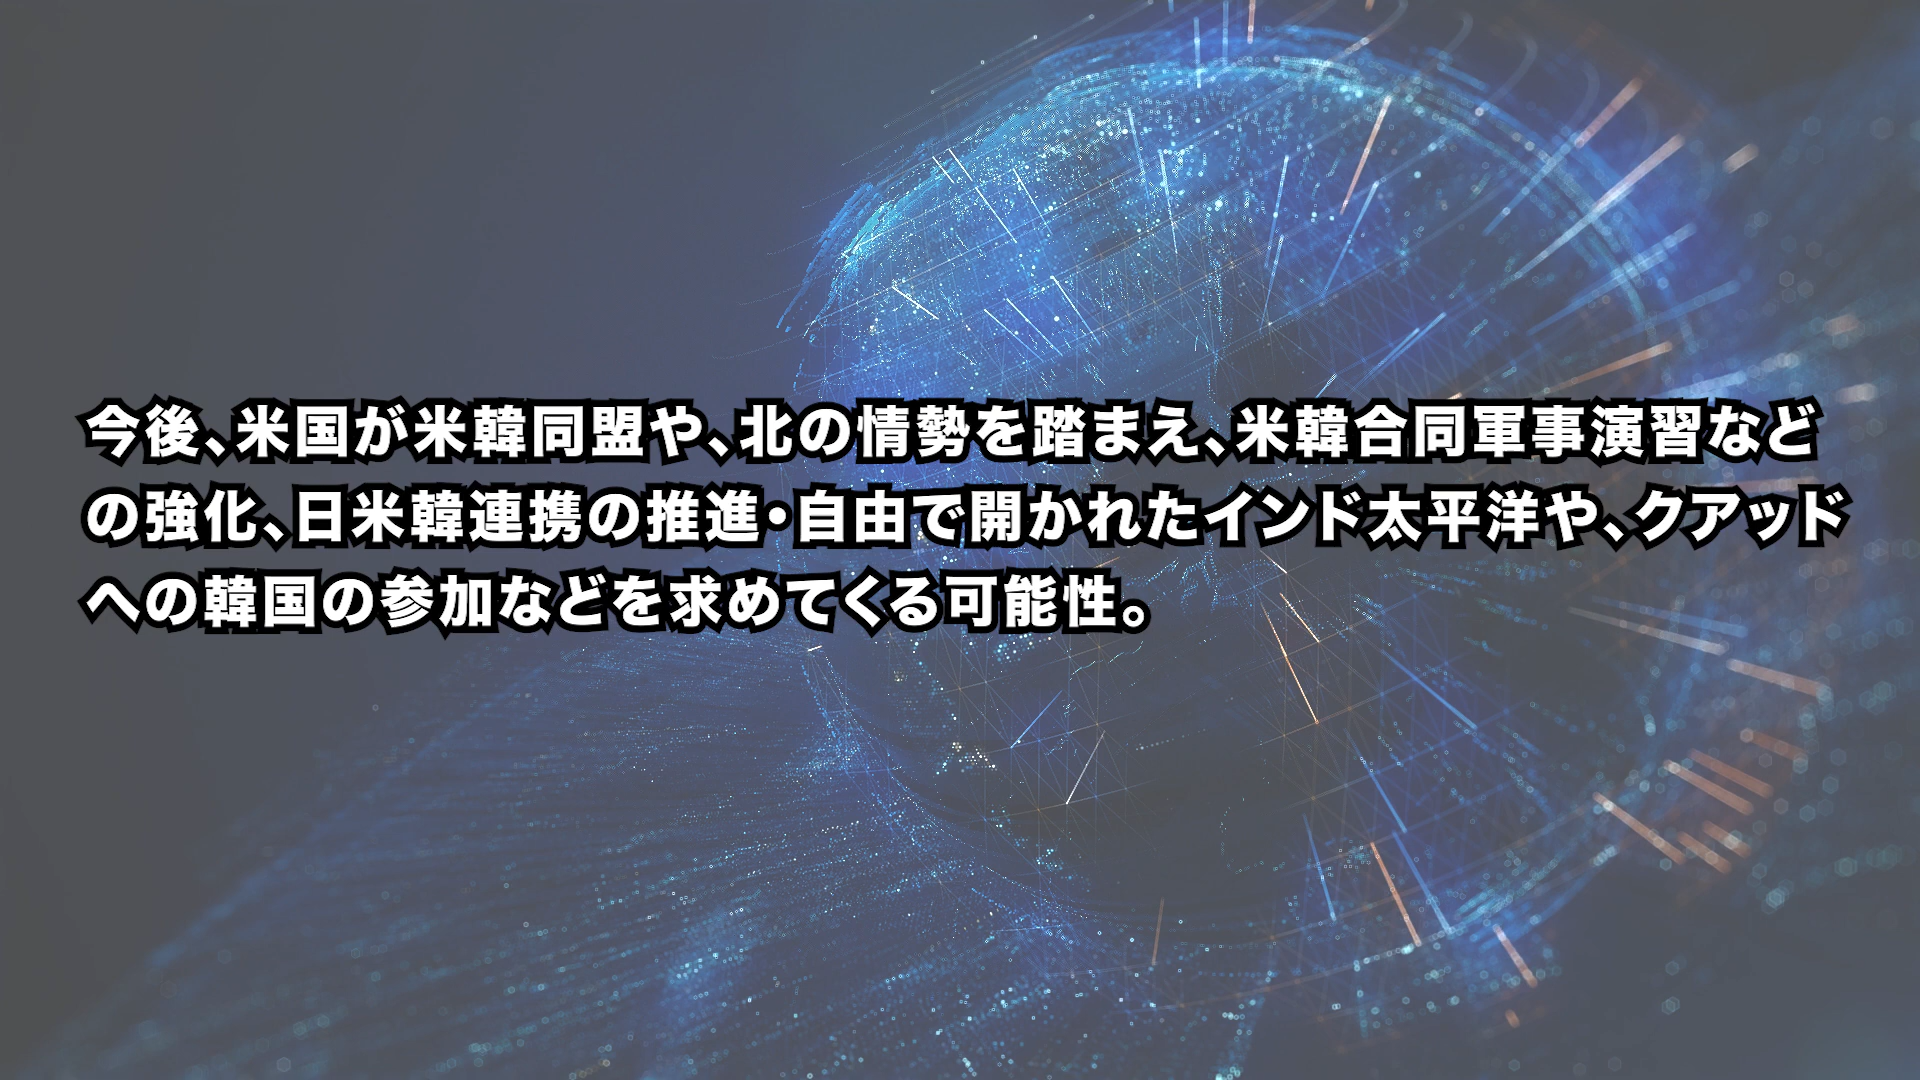 今後、米国が米韓同盟や、北の情勢を踏まえ、米韓合同軍事演習など
の強化、日米韓連携の推進・自由で開かれたインド太平洋や、クアッド
への韓国の参加などを求めてくる可能性。